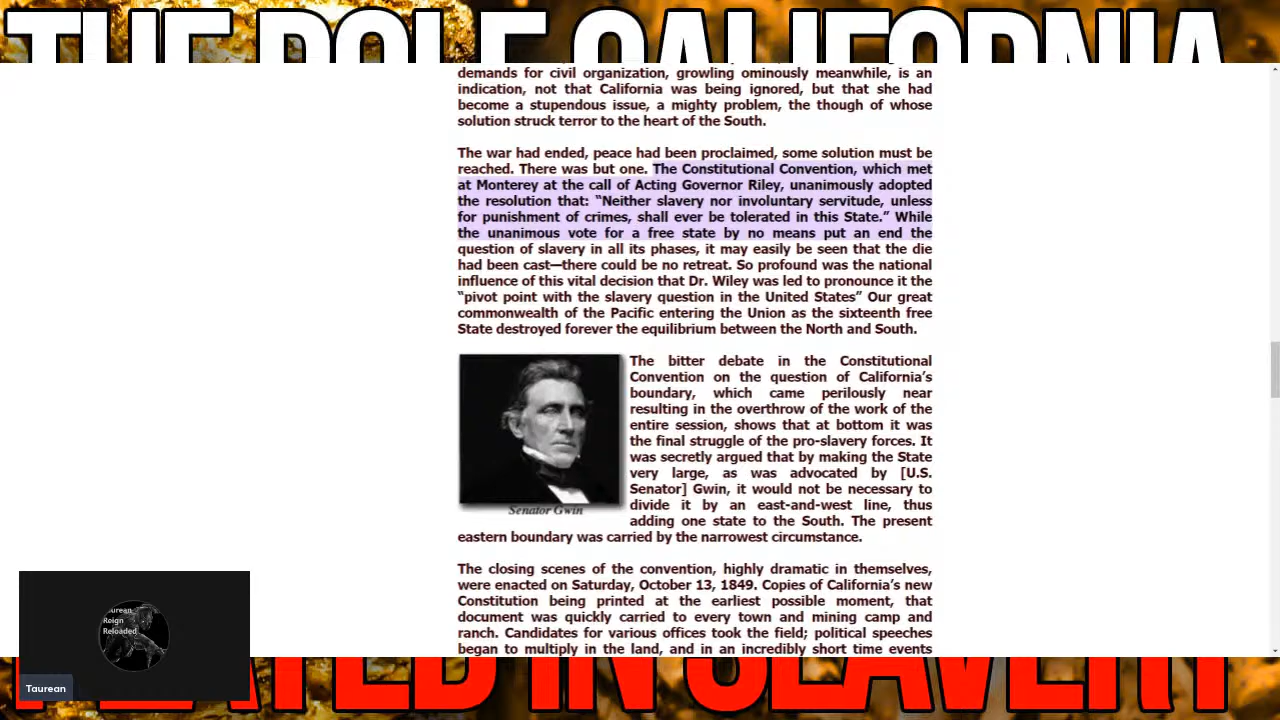 THE ROLE CALIFORNIA
demands for civil organization, growling ominously meanwhile, is an
indication, not that California was being ignored, but that she had
become a stupendous issue, a mighty problem, the though of whose
solution struck terror to the heart of the South.
The war had ended, peace had been proclaimed, some solution must be
reached. There was but one. The Constitutional Convention, which met
at Monterey at the call of Acting Governor Riley, unanimously adopted
the resolution that: “Neither slavery nor involuntary servitude, unless
for punishment of crimes, shall ever be tolerated in this State.” While
the unanimous vote for a free state by no means put an end the
question of slavery in all its phases, it may easily be seen that the die
had been cast—there could be no retreat. So profound was the national
influence of this vital decision that Dr. Wiley was led to pronounce it the
“pivot point with the slavery question in the United States” Our great
commonwealth of the Pacific entering the Union as the sixteenth free
State destroyed forever the equilibrium between the North and South.
The bitter debate in the Constitutional
Convention on the question of California’s
boundary, which came perilously near
resulting in the overthrow of the work of the
entire session, shows that at bottom it was
the final struggle of the pro-slavery forces. It
was secretly argued that by making the State
very large, as was advocated by [U.S.
Senator] Gwin, it would not be necessary to
divide it by an east-and-west line, thus
adding one state to the South. The present
eastern boundary was carried by the narrowest circumstance.
Senator Gwin
The closing scenes of the convention, highly dramatic in themselves,
were enacted on Saturday, October 13, 1849. Copies of California’s new
Constitution being printed at the earliest possible moment, that
document was quickly carried to every town and mining camp and
ranch. Candidates for various offices took the field; political speeches
began to multiply in the land, and in an incredibly short time events
Reign
Reloaded
Taurean
IN SLAVERY